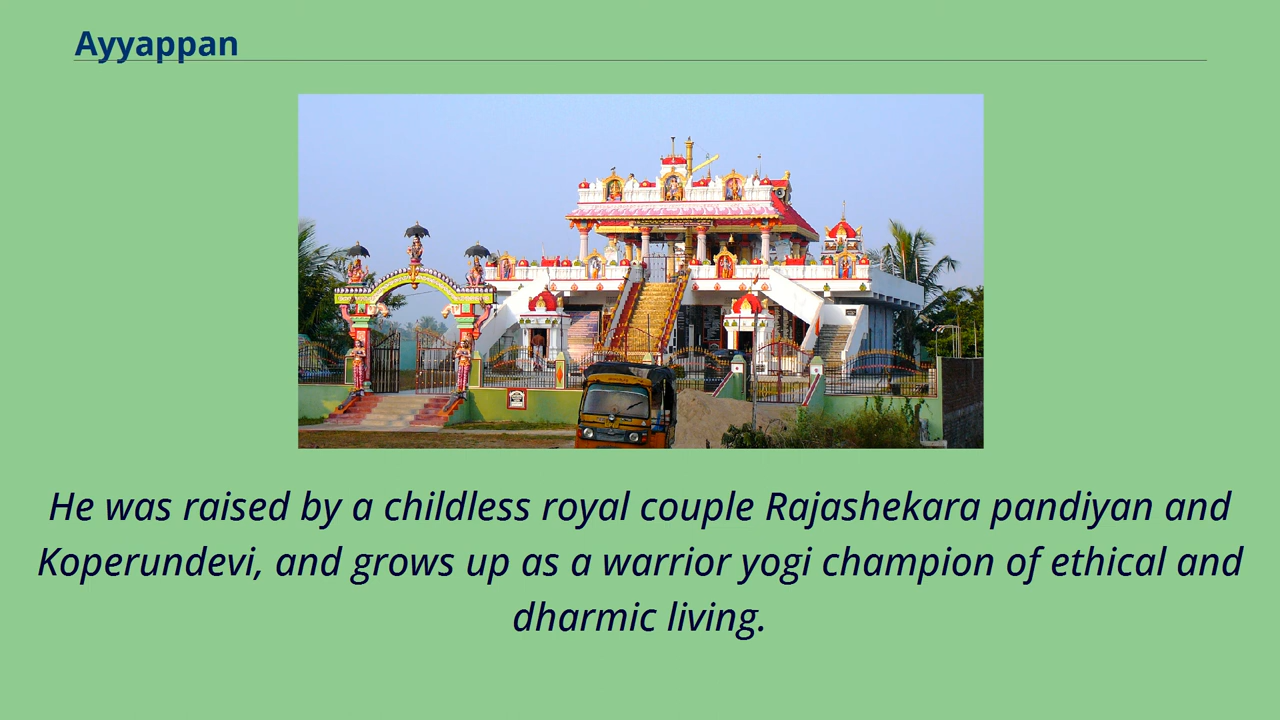 Ayyappan
He was raised by a childless royal couple Rajashekara pandiyan and
Koperundevi, and grows up as a warrior yogi champion of ethical and
dharmic living.